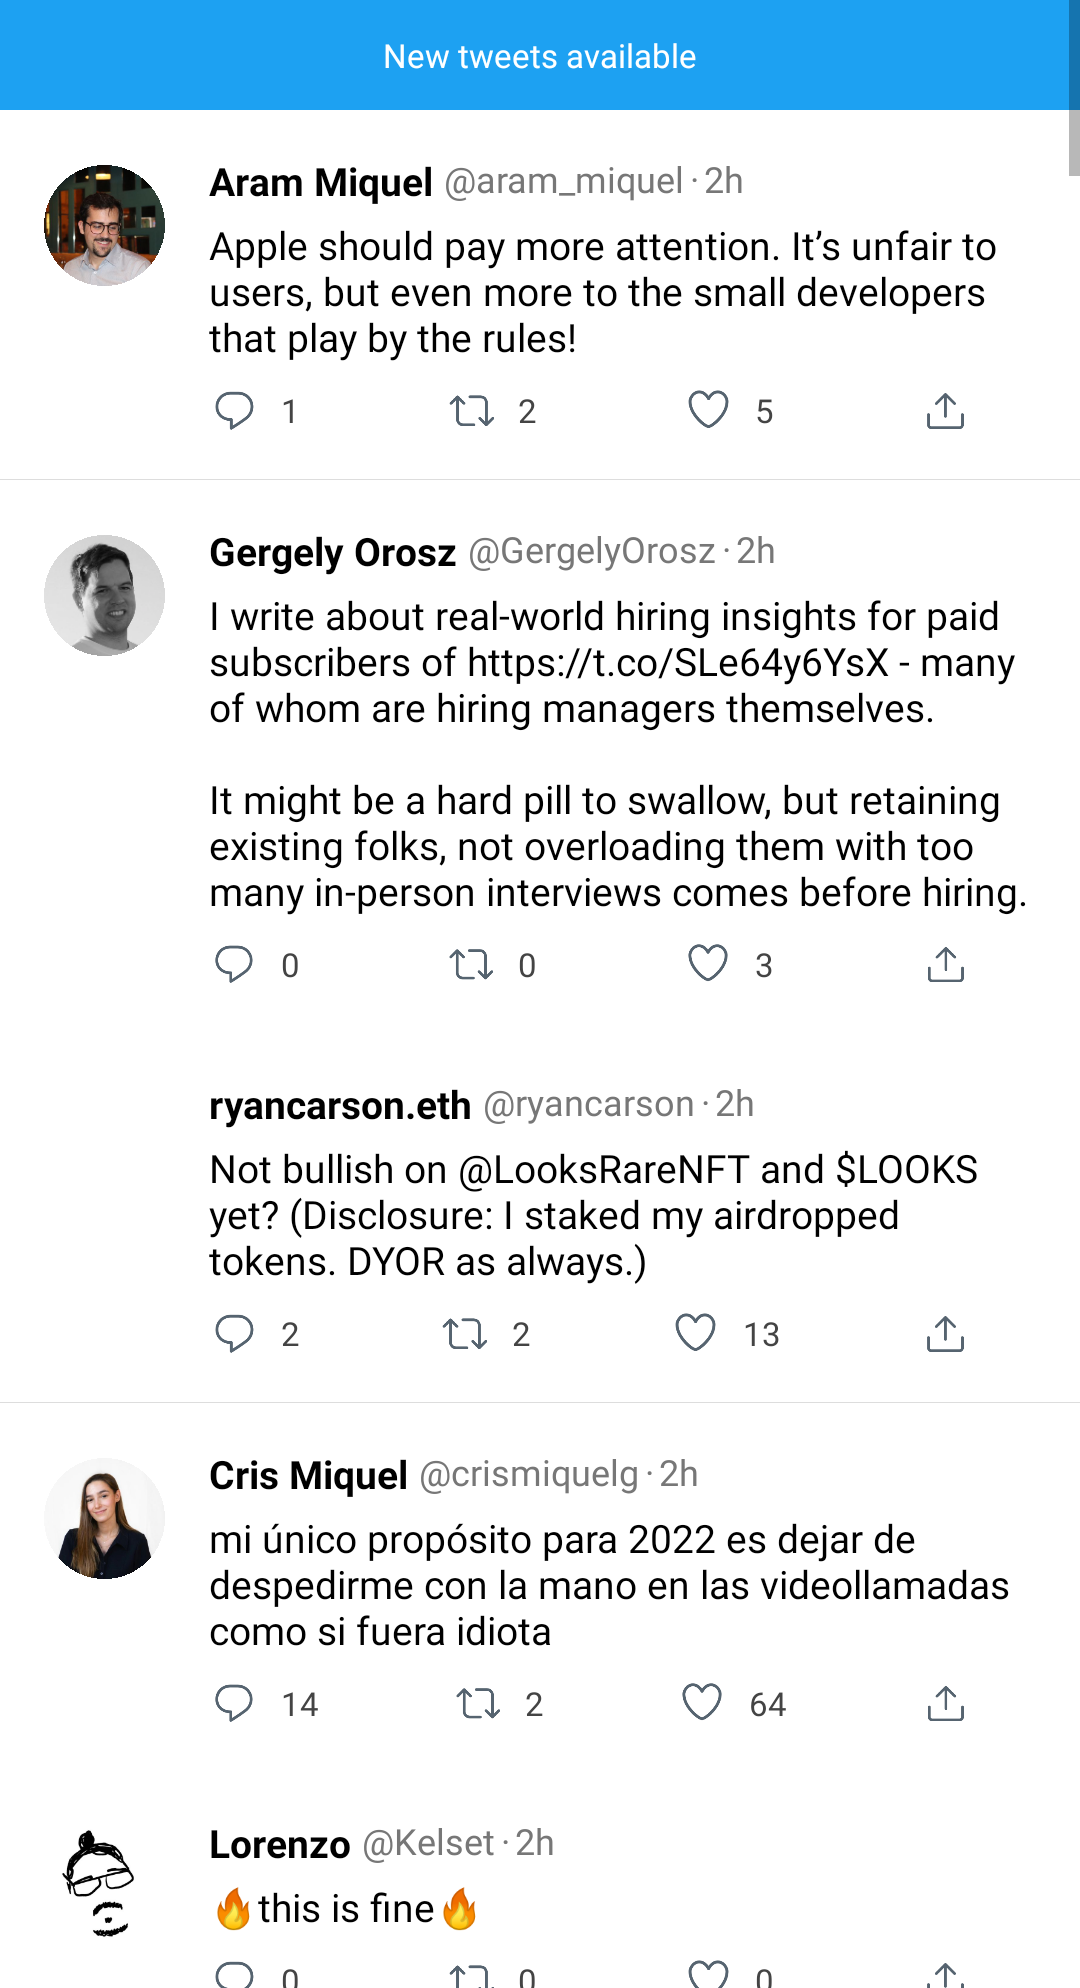 New tweets available
Aram Miquel @aram_miquel · 2h
Apple should pay more attention. It’s unfair to
users, but even more to the small developers
that play by the rules!
1 2 5
Gergely Orosz @GergelyOrosz · 2h
I write about real-world hiring insights for paid
subscribers of https://t.co/SLe64y6YsX - many
of whom are hiring managers themselves.
It might be a hard pill to swallow, but retaining
existing folks, not overloading them with too
many in-person interviews comes before hiring.
0 0 3
ryancarson.eth @ryancarson · 2h
Not bullish on @LooksRareNFT and $LOOKS
yet? (Disclosure: I staked my airdropped
tokens. DYOR as always.)
2 2 13
Cris Miquel @crismiquelg · 2h
mi único propósito para 2022 es dejar de
despedirme con la mano en las videollamadas
como si fuera idiota
14 2 64
Lorenzo @Kelset · 2h
🔥this is fine🔥
0 0 0